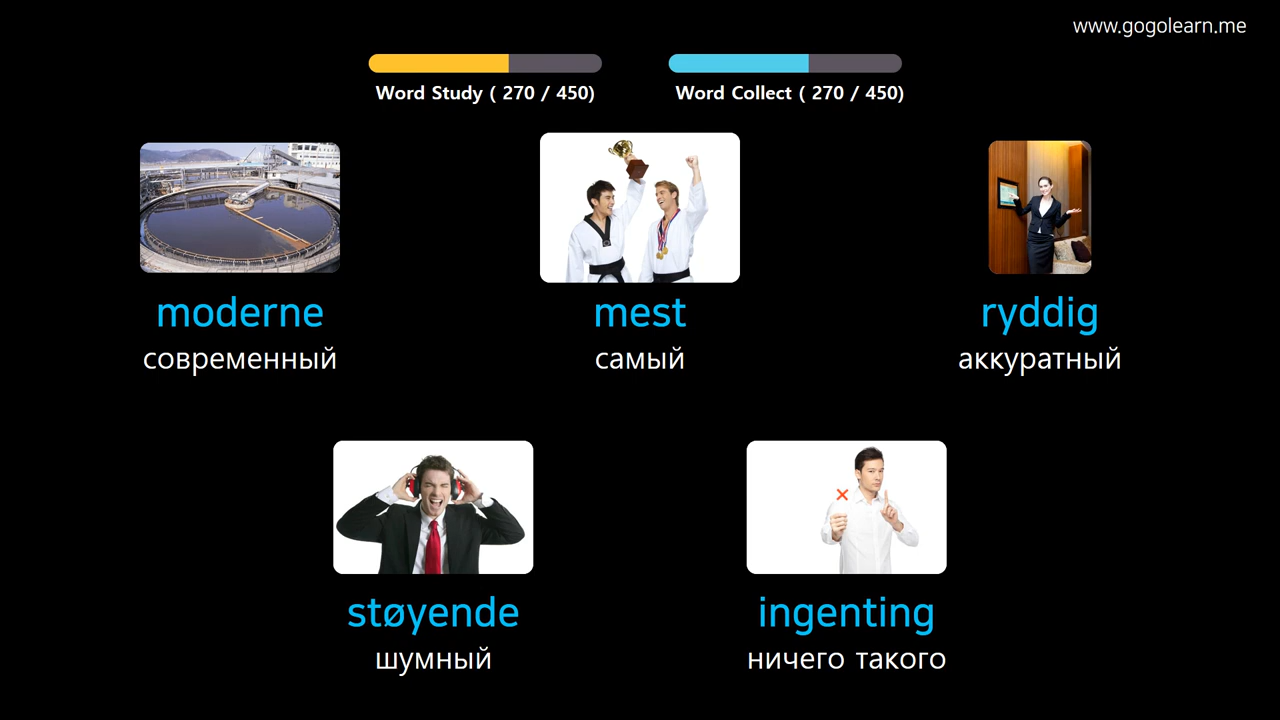 www.gogolearn.me
Word Study ( 270 / 450)
Word Collect ( 270 / 450)
moderne
современный
mest
самый
ryddig
аккуратный
støyende
шумный
ingenting
ничего такого